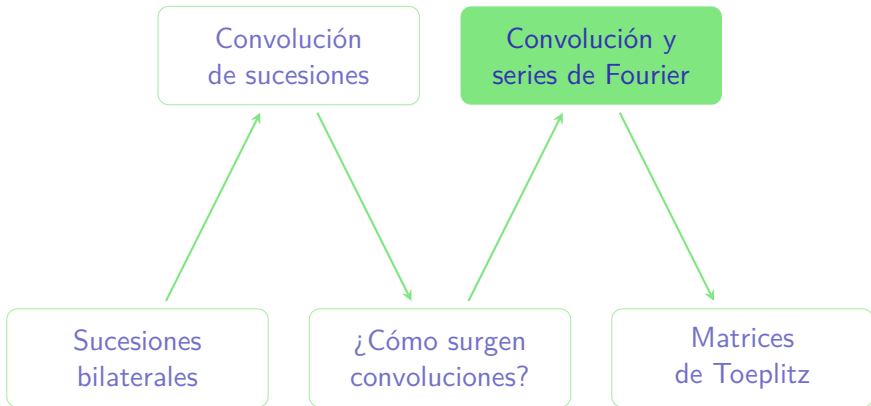 Convolución
de sucesiones
Convolución y
series de Fourier
Sucesiones
bilaterales
¿Cómo surgen
convoluciones?
Matrices
de Toeplitz